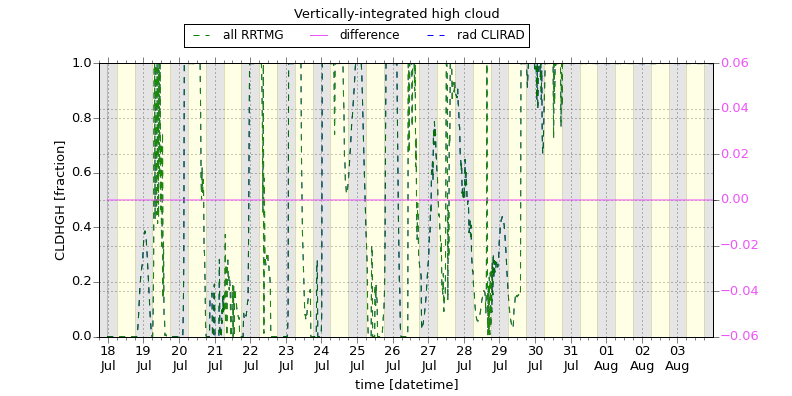 Vertically-integrated high cloud
all RRTMG difference rad CLIRAD
1.0 0.06
0.8 0.04
0.02
0.6
0.00
0.4
−0.02
0.2
−0.04
0.0 −0.06
CLDHGH [fraction]
18 19 20 21 22 23 24 25 26 27 28 29 30 31 01 02 03
Jul Jul Jul Jul Jul Jul Jul Jul Jul Jul Jul Jul Jul Jul Aug Aug Aug
time [datetime]